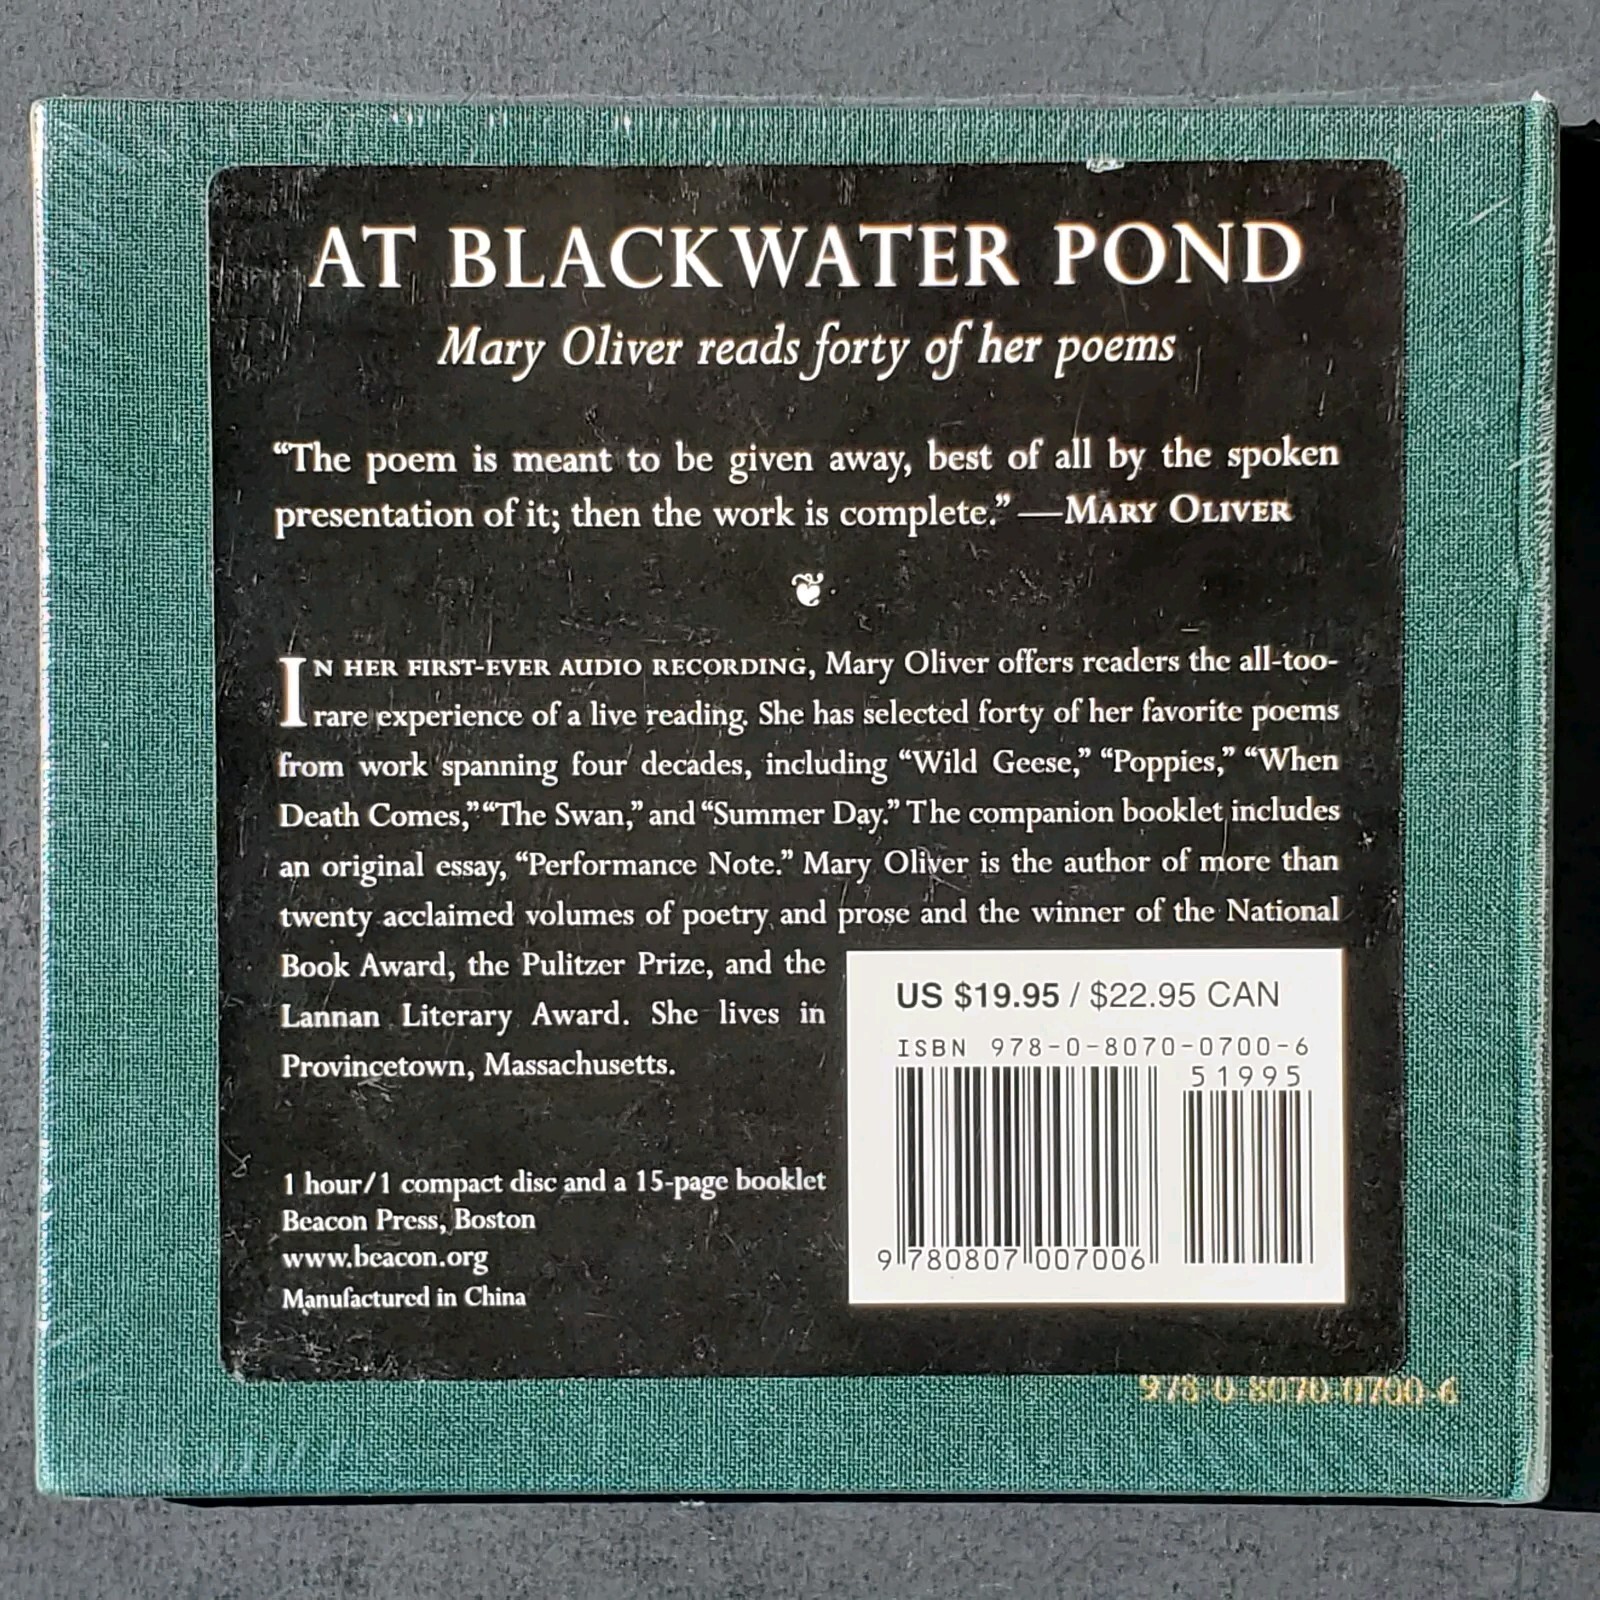 AT BLACKWATER POND
Mary Oliver reads forty of her poems
“The poem is meant to be given away, best of all by the spoken
presentation of it; then the work is complete.” —MARY OLIVER
IN HER FIRST-EVER AUDIO RECORDING, Mary Oliver offers readers the all-too-
rare experience of a live reading. She has selected forty of her favorite poems
from work spanning four decades, including “Wild Geese,” “Poppies,” “When
Death Comes,” “The Swan,” and “Summer Day.” The companion booklet includes
an original essay, “Performance Note.” Mary Oliver is the author of more than
twenty acclaimed volumes of poetry and prose and the winner of the National
Book Award, the Pulitzer Prize, and the
Lannan Literary Award. She lives in
Provincetown, Massachusetts.
1 hour/1 compact disc and a 15-page booklet
Beacon Press, Boston
www.beacon.org
Manufactured in China
US $19.95 / $22.95 CAN
ISBN 978-0-8070-0700-6
51995
9 780807 007006
978-0-8070-0700-6